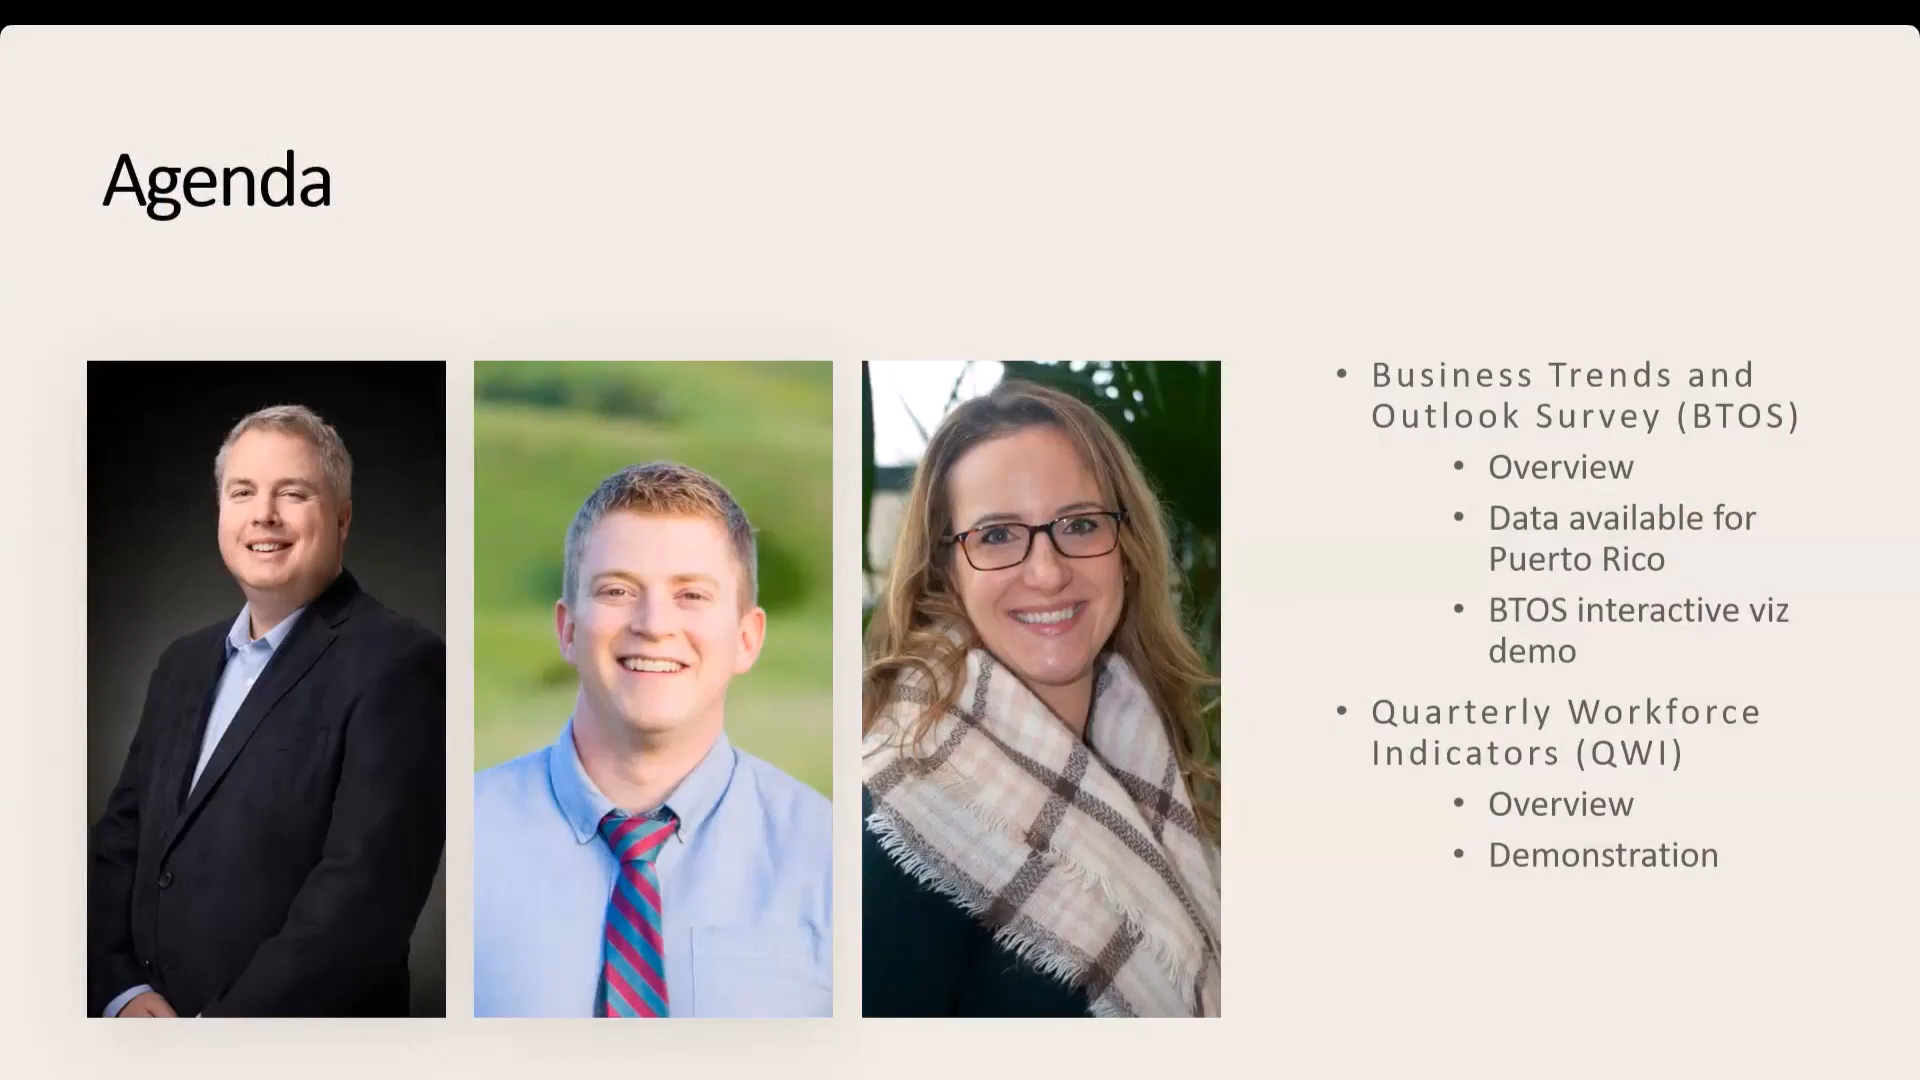 Agenda
• Business Trends and
Outlook Survey (BTOS)
• Overview
• Data available for
Puerto Rico
• BTOS interactive viz
demo
• Quarterly Workforce
Indicators (QWI)
• Overview
• Demonstration